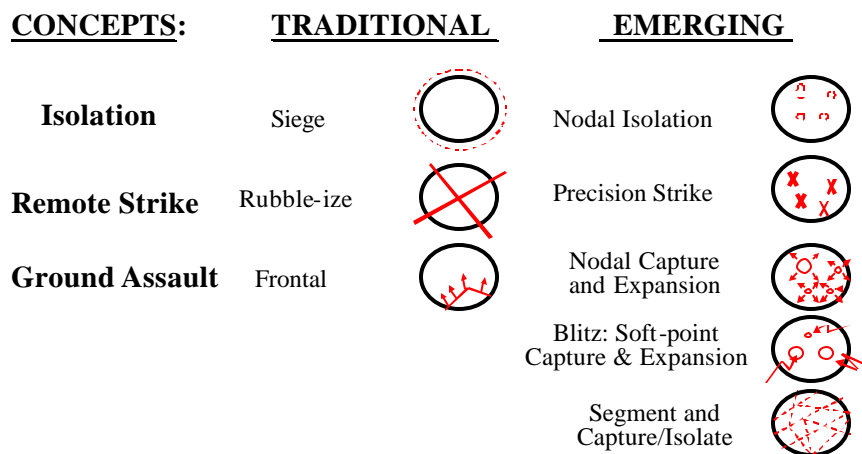 CONCEPTS: TRADITIONAL EMERGING
Isolation Siege Nodal Isolation
Remote Strike Rubble-ize Precision Strike
Ground Assault Frontal Nodal Capture
and Expansion
Blitz: Soft-point
Capture & Expansion
Segment and
Capture/Isolate